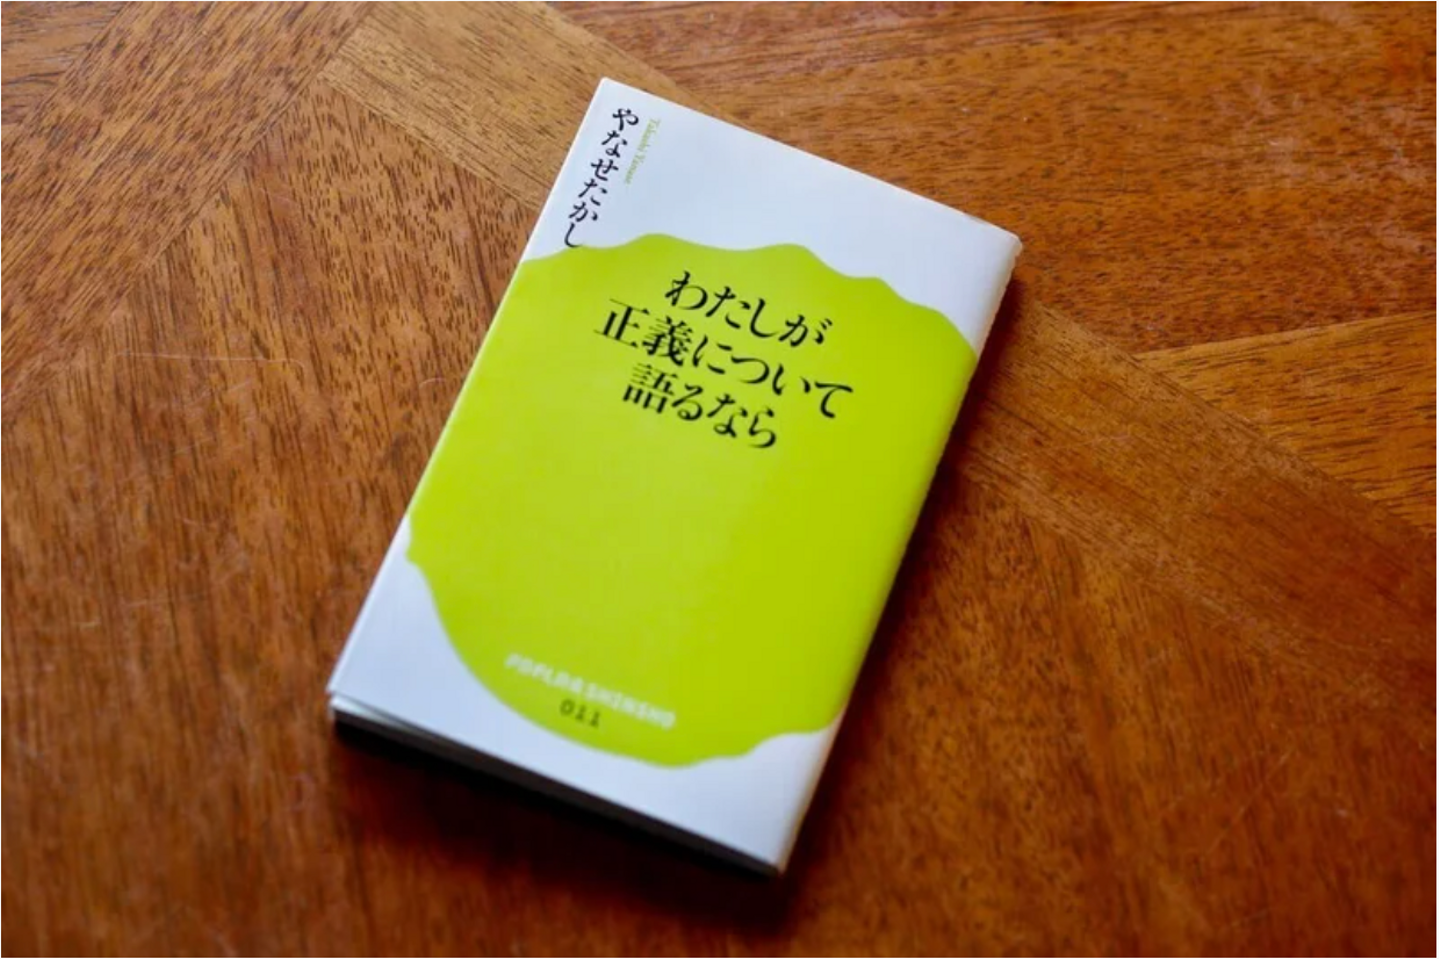 やなせたかし
Takashi Yanase
わたしが
正義について
語るなら
POPLAR SHINSHO
011